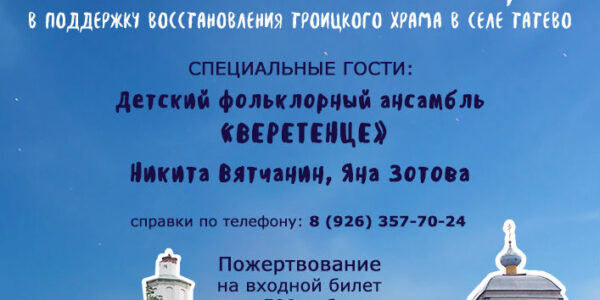 В ПОДДЕРЖКУ ВОССТАНОВЛЕНИЯ ТРОИЦКОГО ХРАМА В СЕЛЕ ТАТЕВО
СПЕЦИАЛЬНЫЕ ГОСТИ:
Детский фольклорный ансамбль
«ВЕРЕТЕНЦЕ»
Никита Вятчанин, Яна Зотова
справки по телефону: 8 (926) 357-70-24
Пожертвование
на входной билет